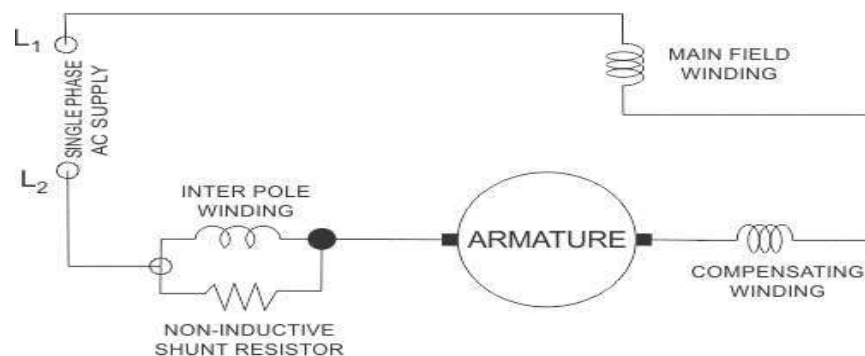 L1
SINGLE PHASE
AC SUPPLY
L2
MAIN FIELD
WINDING
INTER POLE
WINDING
ARMATURE
COMPENSATING
WINDING
NON-INDUCTIVE
SHUNT RESISTOR